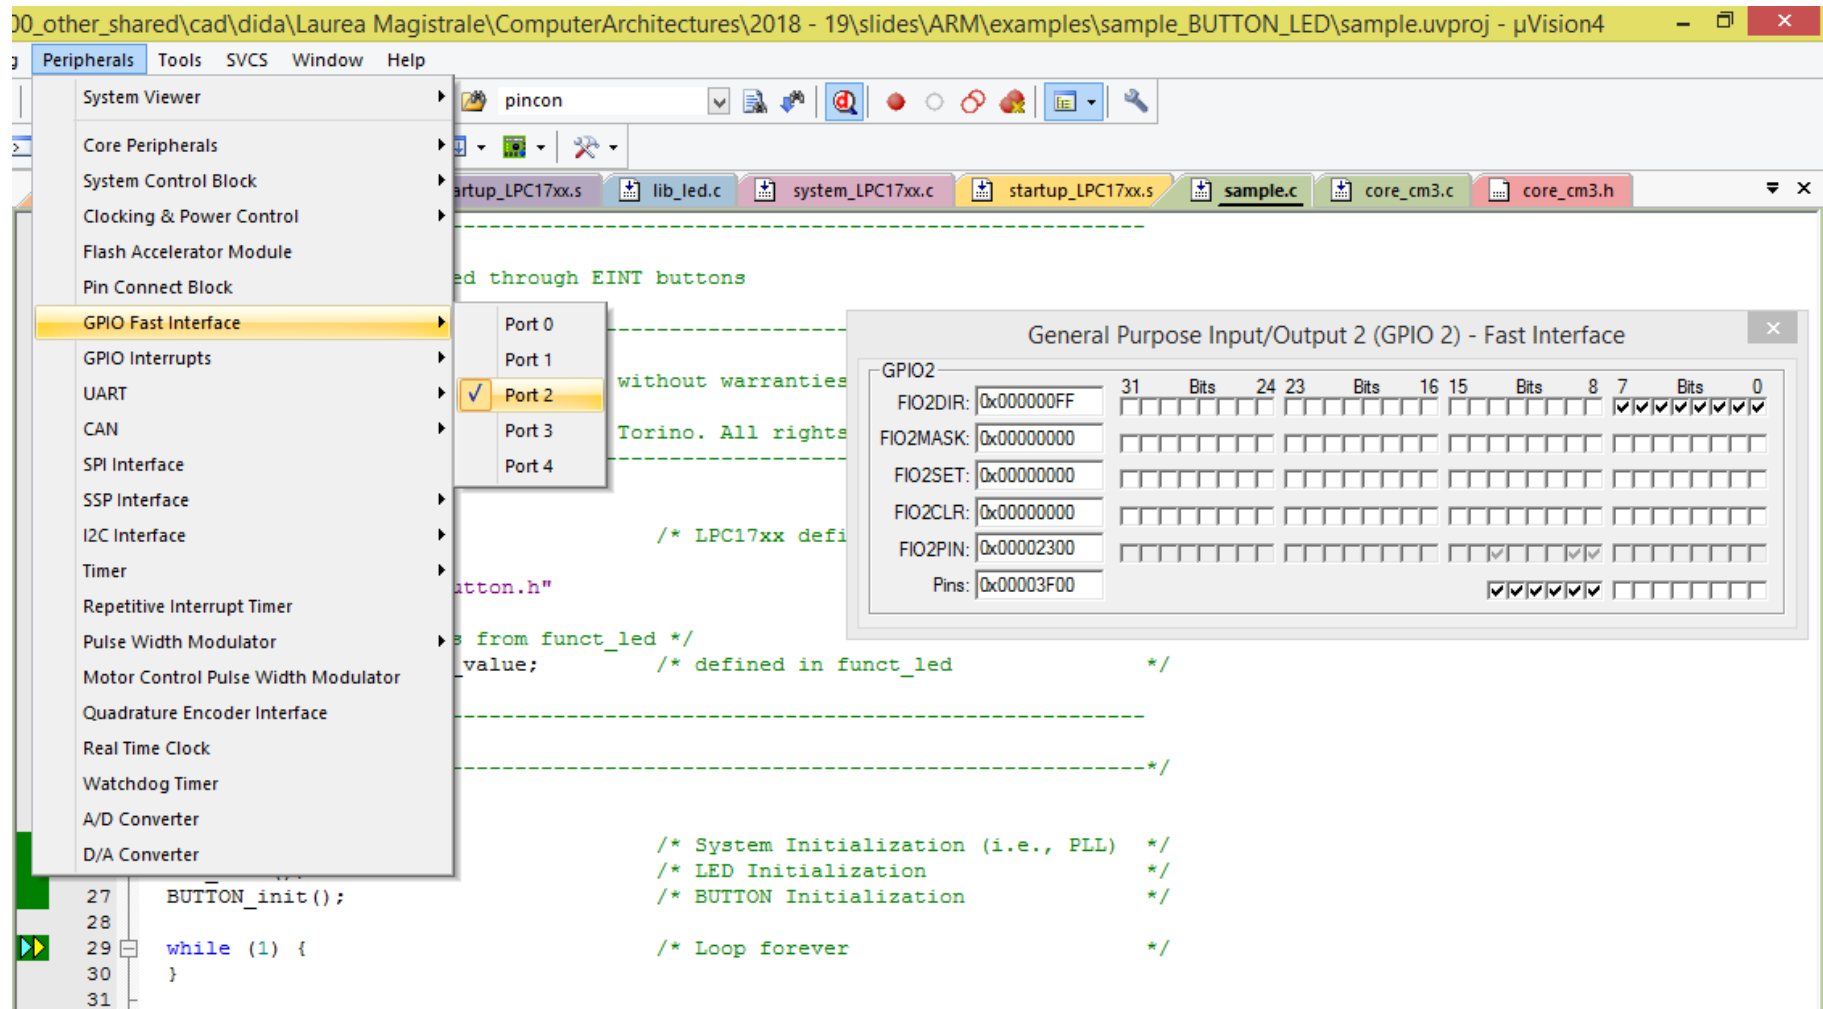 00_other_shared\cad\dida\Laurea Magistrale\ComputerArchitectures\2018 - 19\slides\ARM\examples\sample_BUTTON_LED\sample.uvproj - µVision4
Peripherals Tools SVCS Window Help
pincon
System Viewer
Core Peripherals
System Control Block
Clocking & Power Control
Flash Accelerator Module
Pin Connect Block
GPIO Fast Interface
GPIO Interrupts
UART
CAN
SPI Interface
SSP Interface
I2C Interface
Timer
Repetitive Interrupt Timer
Pulse Width Modulator
Motor Control Pulse Width Modulator
Quadrature Encoder Interface
Real Time Clock
Watchdog Timer
A/D Converter
D/A Converter
Port 0
Port 1
Port 2
Port 3
Port 4
artup_LPC17xx.s lib_led.c system_LPC17xx.c startup_LPC17xx.s sample.c core_cm3.c core_cm3.h
ed through EINT buttons
without warranties
Torino. All rights
/* LPC17xx defi
utton.h"
s from funct_led */
_value; /* defined in funct_led */
*/
/* System Initialization (i.e., PLL) */
/* LED Initialization */
27 BUTTON_init(); /* BUTTON Initialization */
28
29 while (1) { /* Loop forever */
30 }
31
General Purpose Input/Output 2 (GPIO 2) - Fast Interface
GPIO2
31 Bits 24 23 Bits 16 15 Bits 8 7 Bits 0
FIO2DIR: 0x000000FF
FIO2MASK: 0x00000000
FIO2SET: 0x00000000
FIO2CLR: 0x00000000
FIO2PIN: 0x00002300
Pins: 0x00003F00